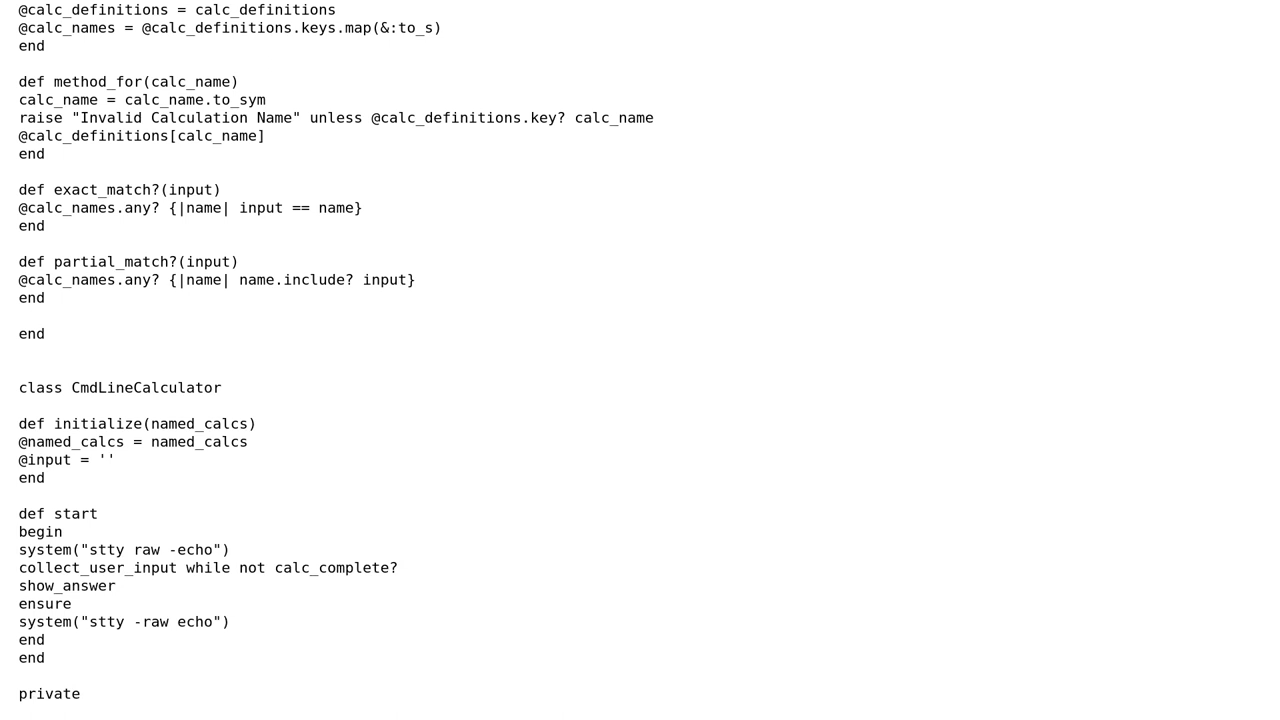 @calc_definitions = calc_definitions
@calc_names = @calc_definitions.keys.map(&:to_s)
end

def method_for(calc_name)
calc_name = calc_name.to_sym
raise "Invalid Calculation Name" unless @calc_definitions.key? calc_name
@calc_definitions[calc_name]
end

def exact_match?(input)
@calc_names.any? {|name| input == name}
end

def partial_match?(input)
@calc_names.any? {|name| name.include? input}
end

end

class CmdLineCalculator

def initialize(named_calcs)
@named_calcs = named_calcs
@input = ''
end

def start
begin
system("stty raw -echo")
collect_user_input while not calc_complete?
show_answer
ensure
system("stty -raw echo")
end
end

private